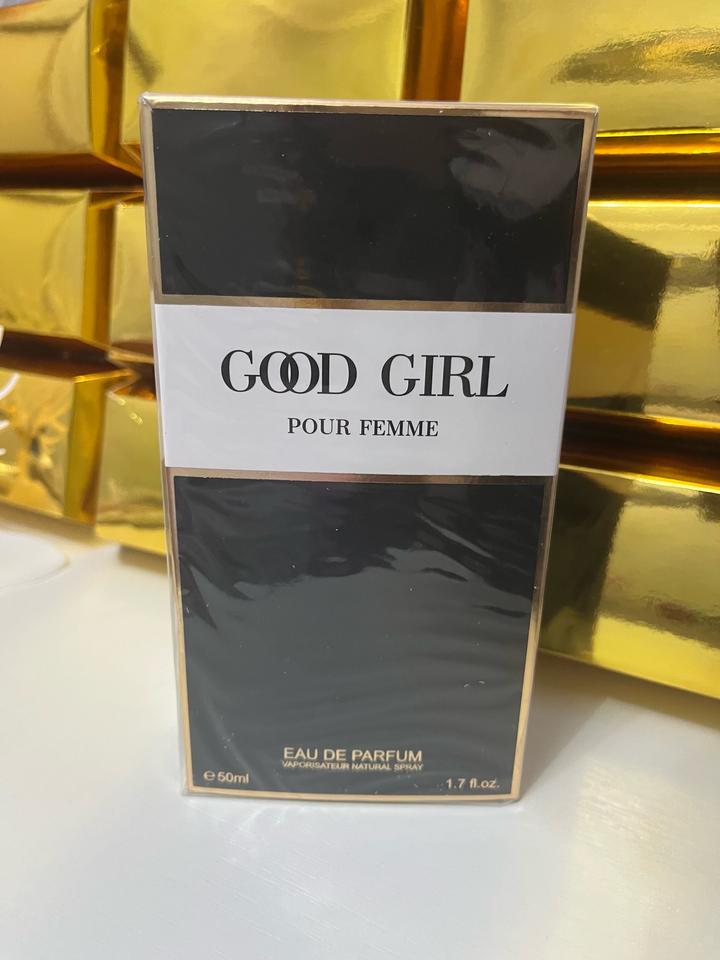 GOOD GIRL
POUR FEMME
EAU DE PARFUM
VAPORISATEUR NATURAL SPRAY
℮50ml 1.7 fl.oz.